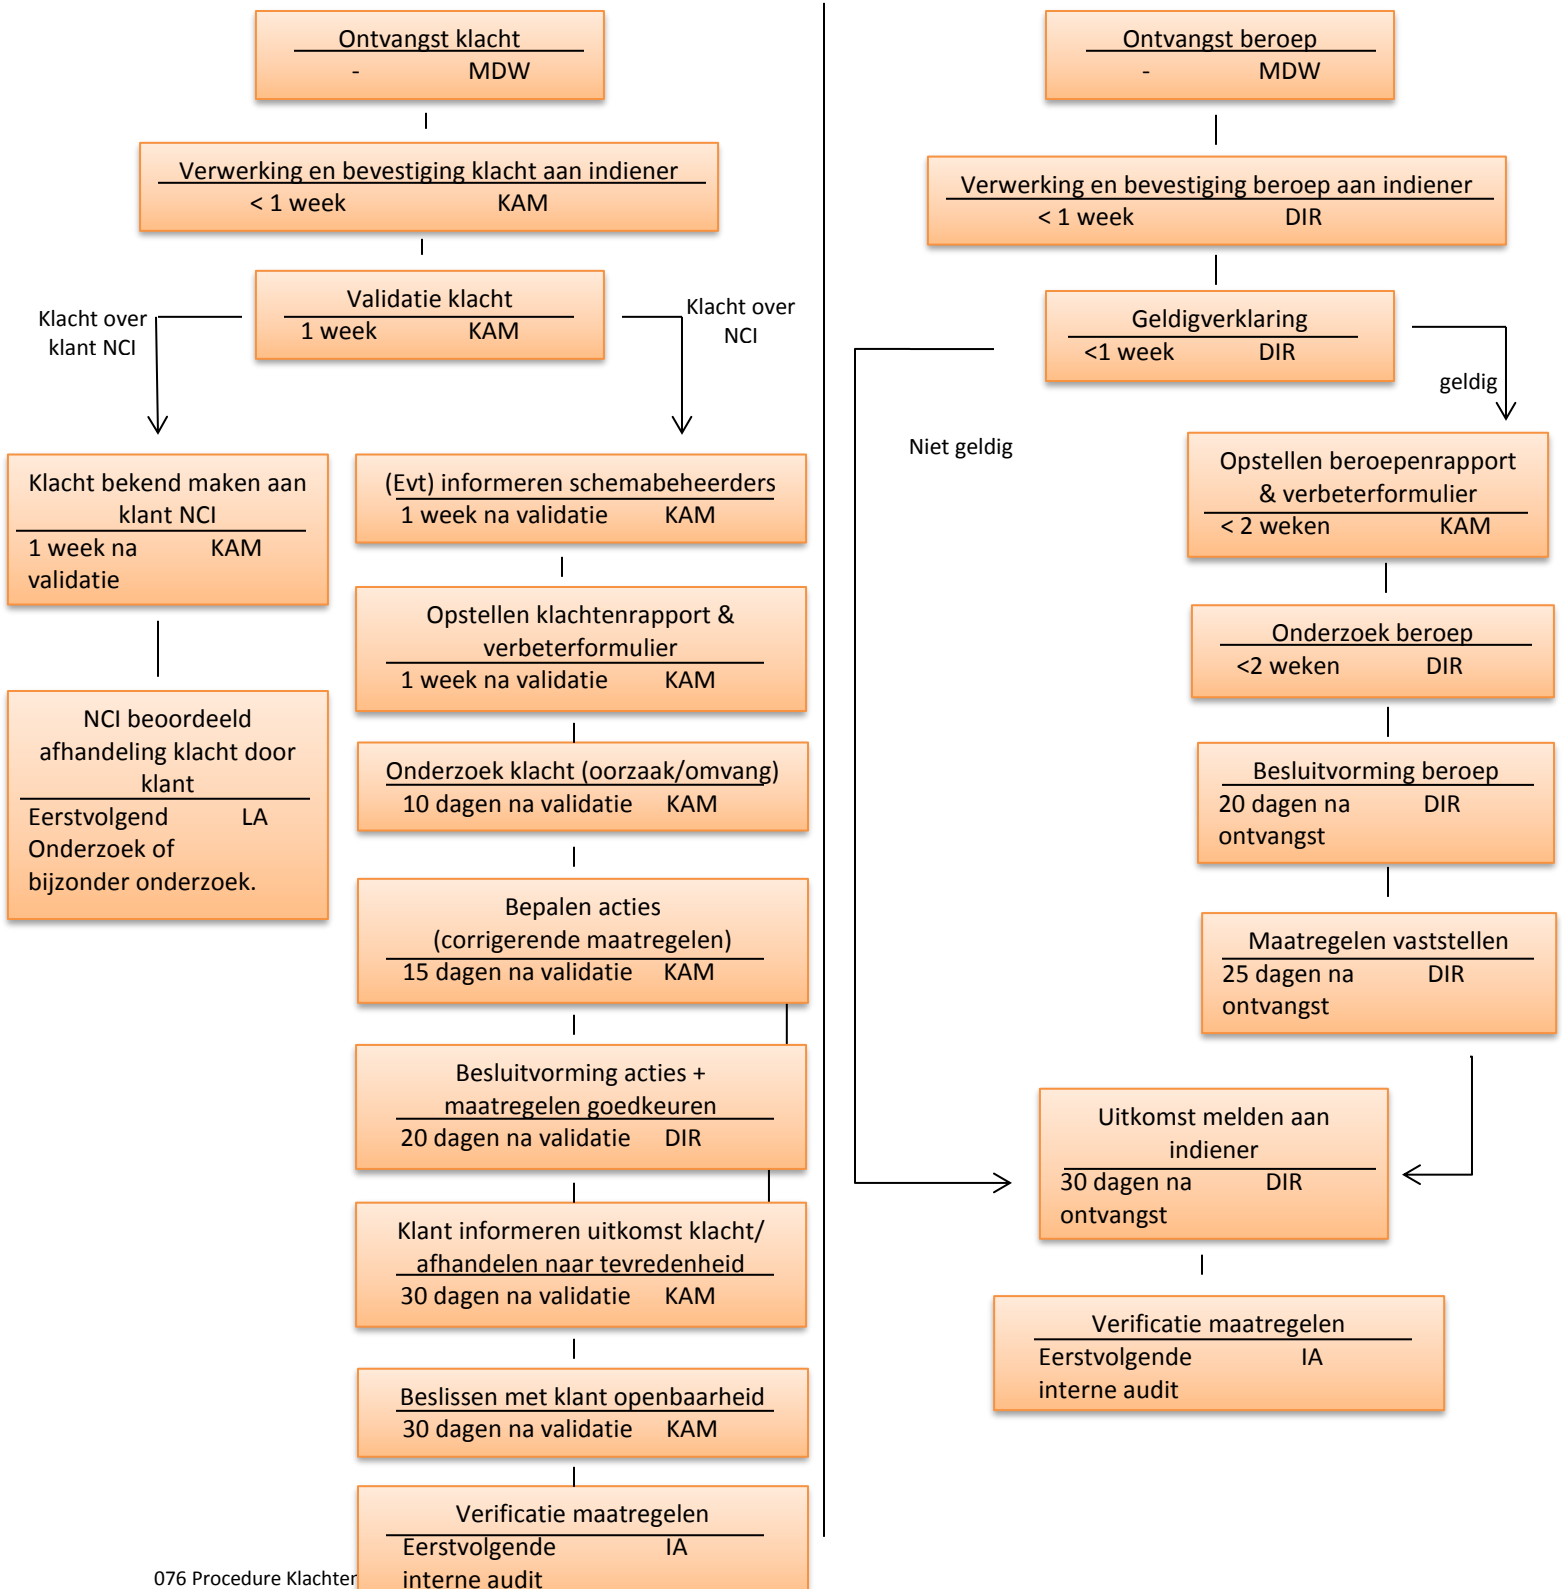 Ontvangst klacht
- MDW
Verwerking en bevestiging klacht aan indiener
< 1 week KAM
Validatie klacht
1 week KAM
Klacht over
klant NCI
Klacht over
NCI
Klacht bekend maken aan
klant NCI
1 week na KAM
validatie
NCI beoordeeld
afhandeling klacht door
klant
Eerstvolgend LA
Onderzoek of
bijzonder onderzoek.
(Evt) informeren schemabeheerders
1 week na validatie KAM
Opstellen klachtenrapport &
verbeterformulier
1 week na validatie KAM
Onderzoek klacht (oorzaak/omvang)
10 dagen na validatie KAM
Bepalen acties
(corrigerende maatregelen)
15 dagen na validatie KAM
Besluitvorming acties +
maatregelen goedkeuren
20 dagen na validatie DIR
Klant informeren uitkomst klacht/
afhandelen naar tevredenheid
30 dagen na validatie KAM
Beslissen met klant openbaarheid
30 dagen na validatie KAM
Verificatie maatregelen
Eerstvolgende IA
interne audit
076 Procedure Klachten
Ontvangst beroep
- MDW
Verwerking en bevestiging beroep aan indiener
< 1 week DIR
Geldigverklaring
<1 week DIR
geldig
Niet geldig
Opstellen beroepenrapport
& verbeterformulier
< 2 weken KAM
Onderzoek beroep
<2 weken DIR
Besluitvorming beroep
20 dagen na DIR
ontvangst
Maatregelen vaststellen
25 dagen na DIR
ontvangst
Uitkomst melden aan
indiener
30 dagen na DIR
ontvangst
Verificatie maatregelen
Eerstvolgende IA
interne audit